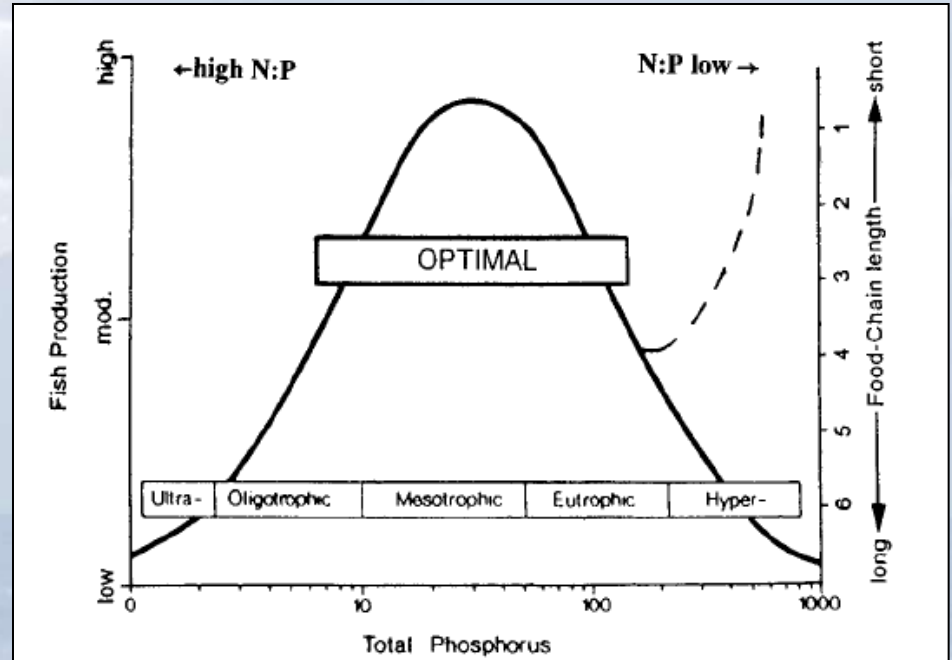 ←high N:P
N:P low→
high
mod.
low
Fish Production
OPTIMAL
Ultra-
Oligotrophic
Mesotrophic
Eutrophic
Hyper-
0
10
100
1000
Total Phosphorus
1
2
3
4
5
6
short
Food-Chain length
long